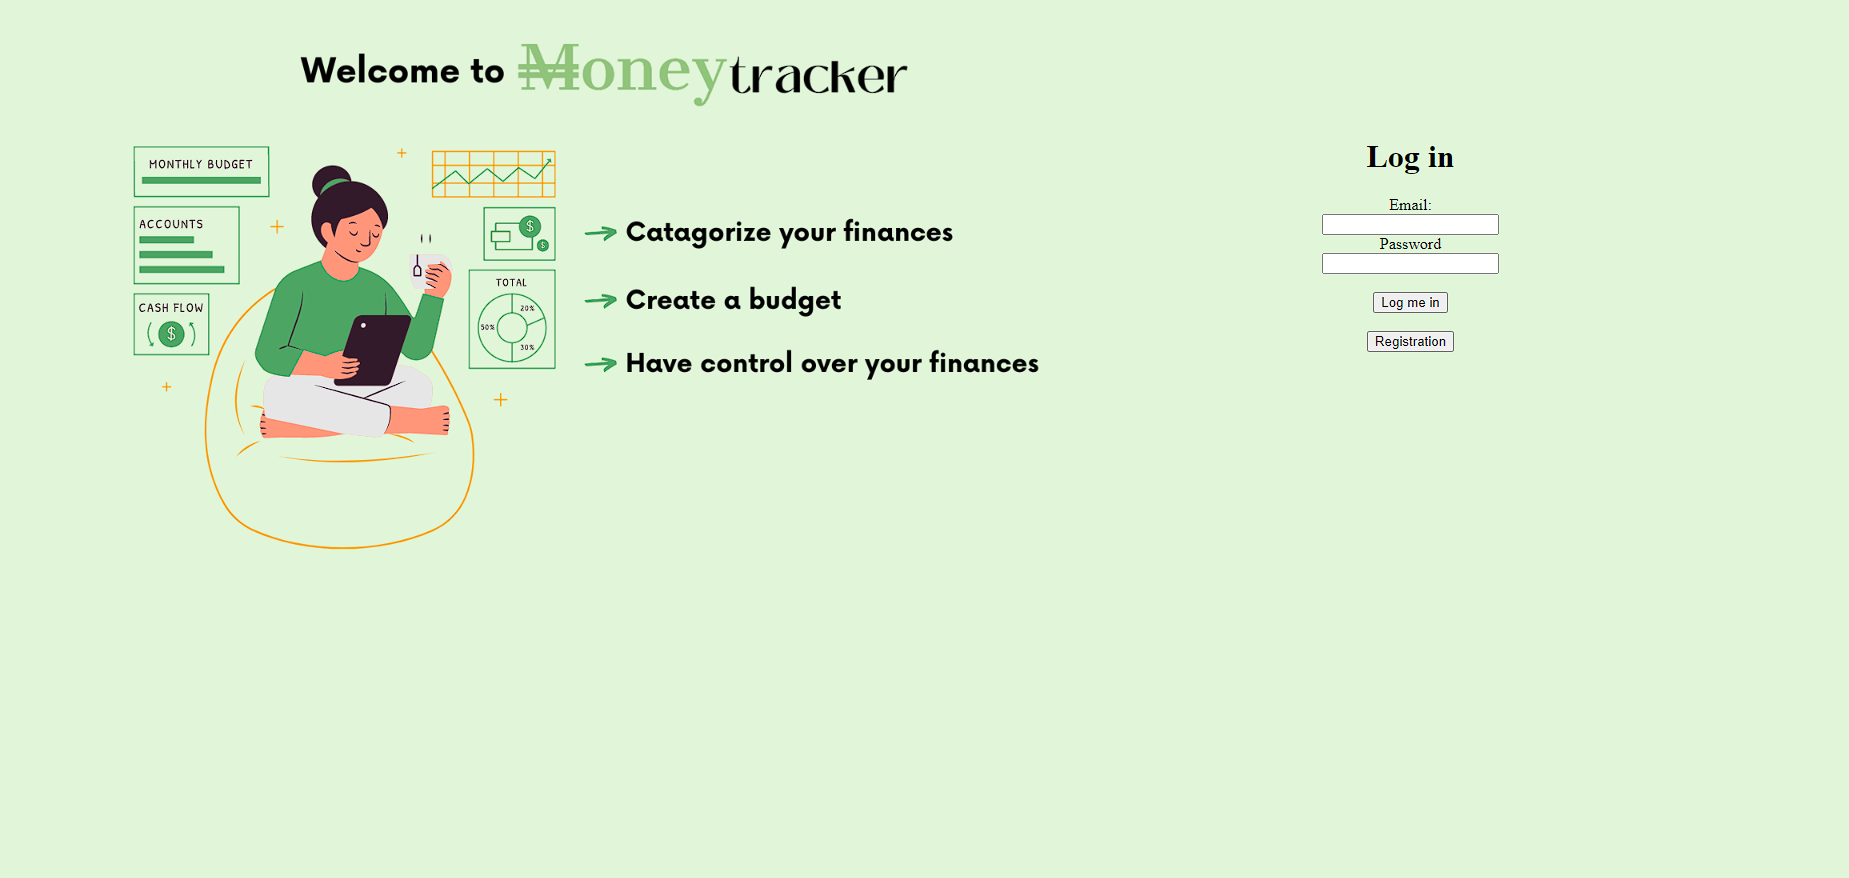 Welcome to Moneytracker
MONTHLY BUDGET
ACCOUNTS
CASH FLOW
$
$
$
TOTAL
20%
50%
30%
Catagorize your finances
Create a budget
Have control over your finances
Log in
Email:
Password
Log me in
Registration